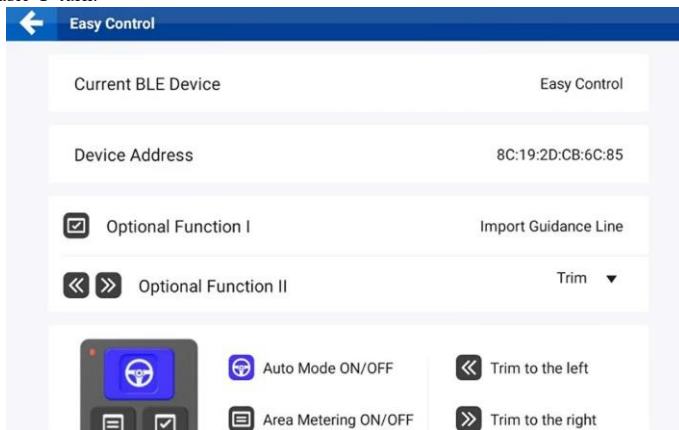 Easy Control
Current BLE Device Easy Control
Device Address 8C:19:2D:CB:6C:85
Optional Function I Import Guidance Line
Optional Function II Trim
Auto Mode ON/OFF Trim to the left
Area Metering ON/OFF Trim to the right